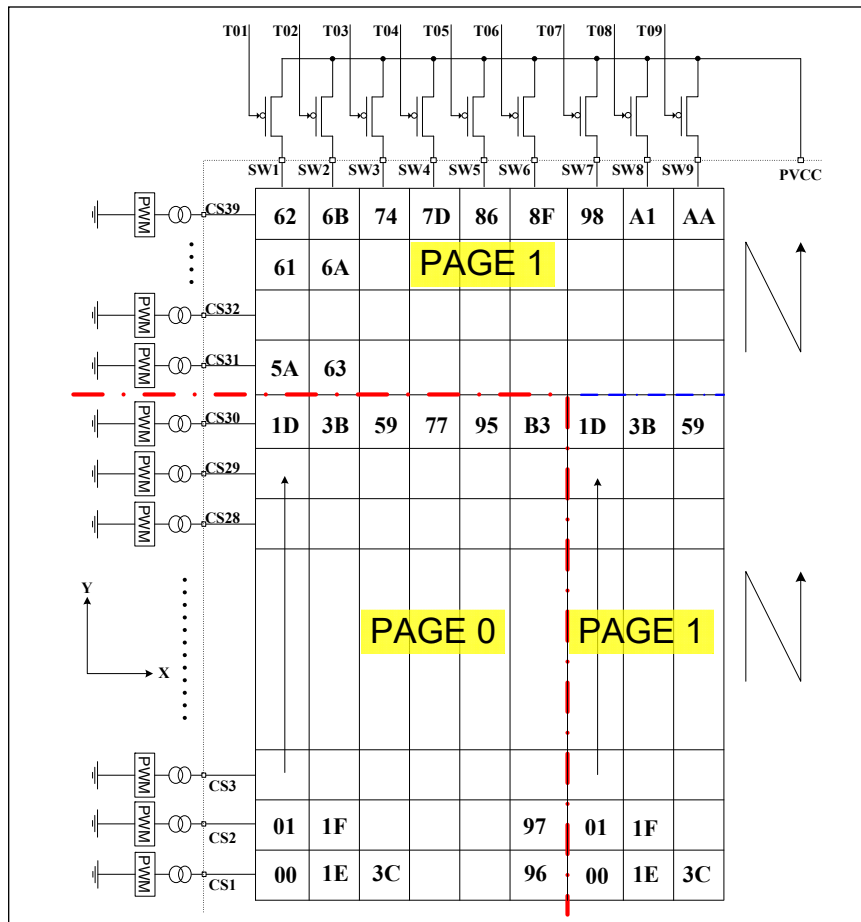 T01 T02 T03 T04 T05 T06 T07 T08 T09
SW1 SW2 SW3 SW4 SW5 SW6 SW7 SW8 SW9 PVCC
PWM CS39 62 6B 74 7D 86 8F 98 A1 AA
61 6A
PAGE 1
PWM CS32
PWM CS31 5A 63
PWM CS30 1D 3B 59 77 95 B3 1D 3B 59
PWM CS29
PWM CS28
Y
X
PAGE 0 PAGE 1
PWM CS3
PWM CS2 01 1F 97 01 1F
PWM CS1 00 1E 3C 96 00 1E 3C